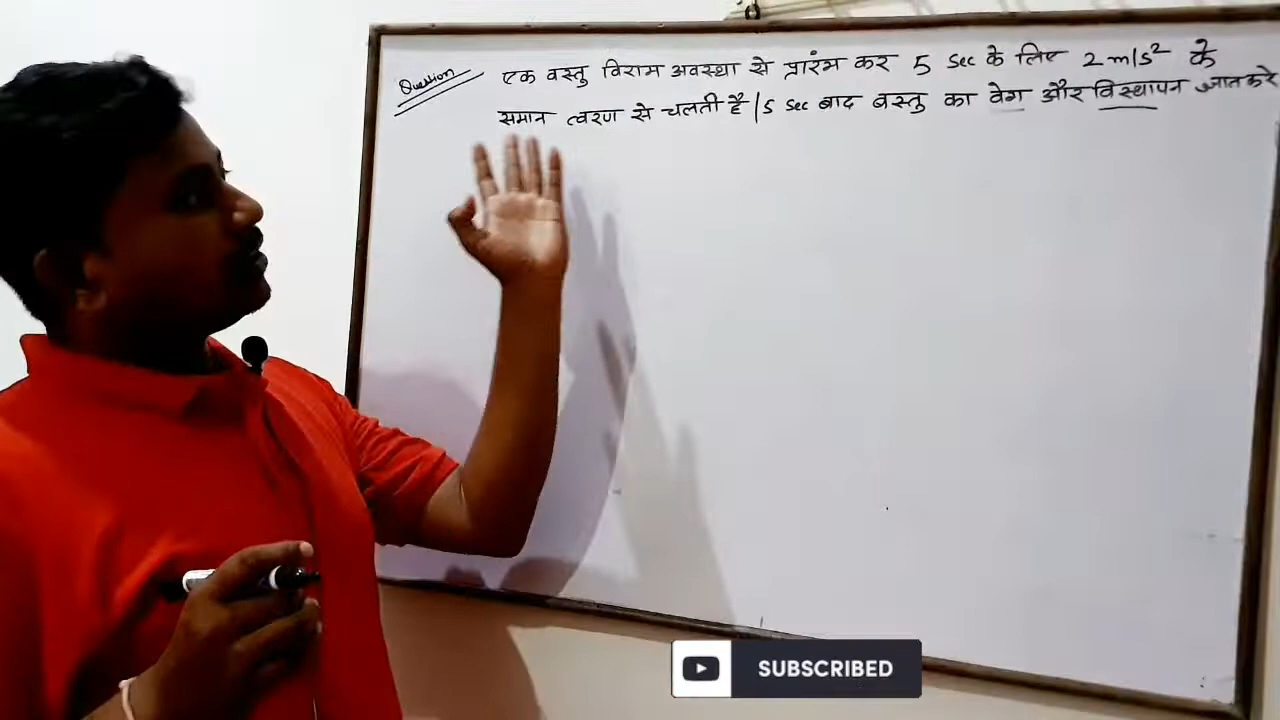 Question
एक वस्तु विराम अवस्था से प्रारंभ कर 5 sec के लिए 2 m/s² के
समान त्वरण से चलती है | 5 sec बाद वस्तु का वेग और विस्थापन ज्ञात करे
SUBSCRIBED